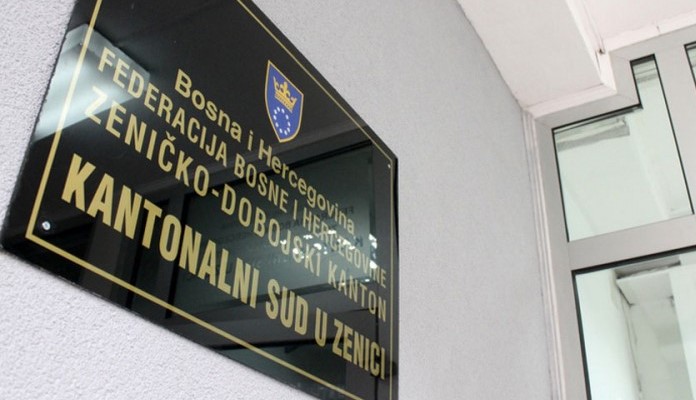 Bosna i Hercegovina
FEDERACIJA BOSNE I HERCEGOVINE
ZENIČKO-DOBOJSKI KANTON
KANTONALNI SUD U ZENICI